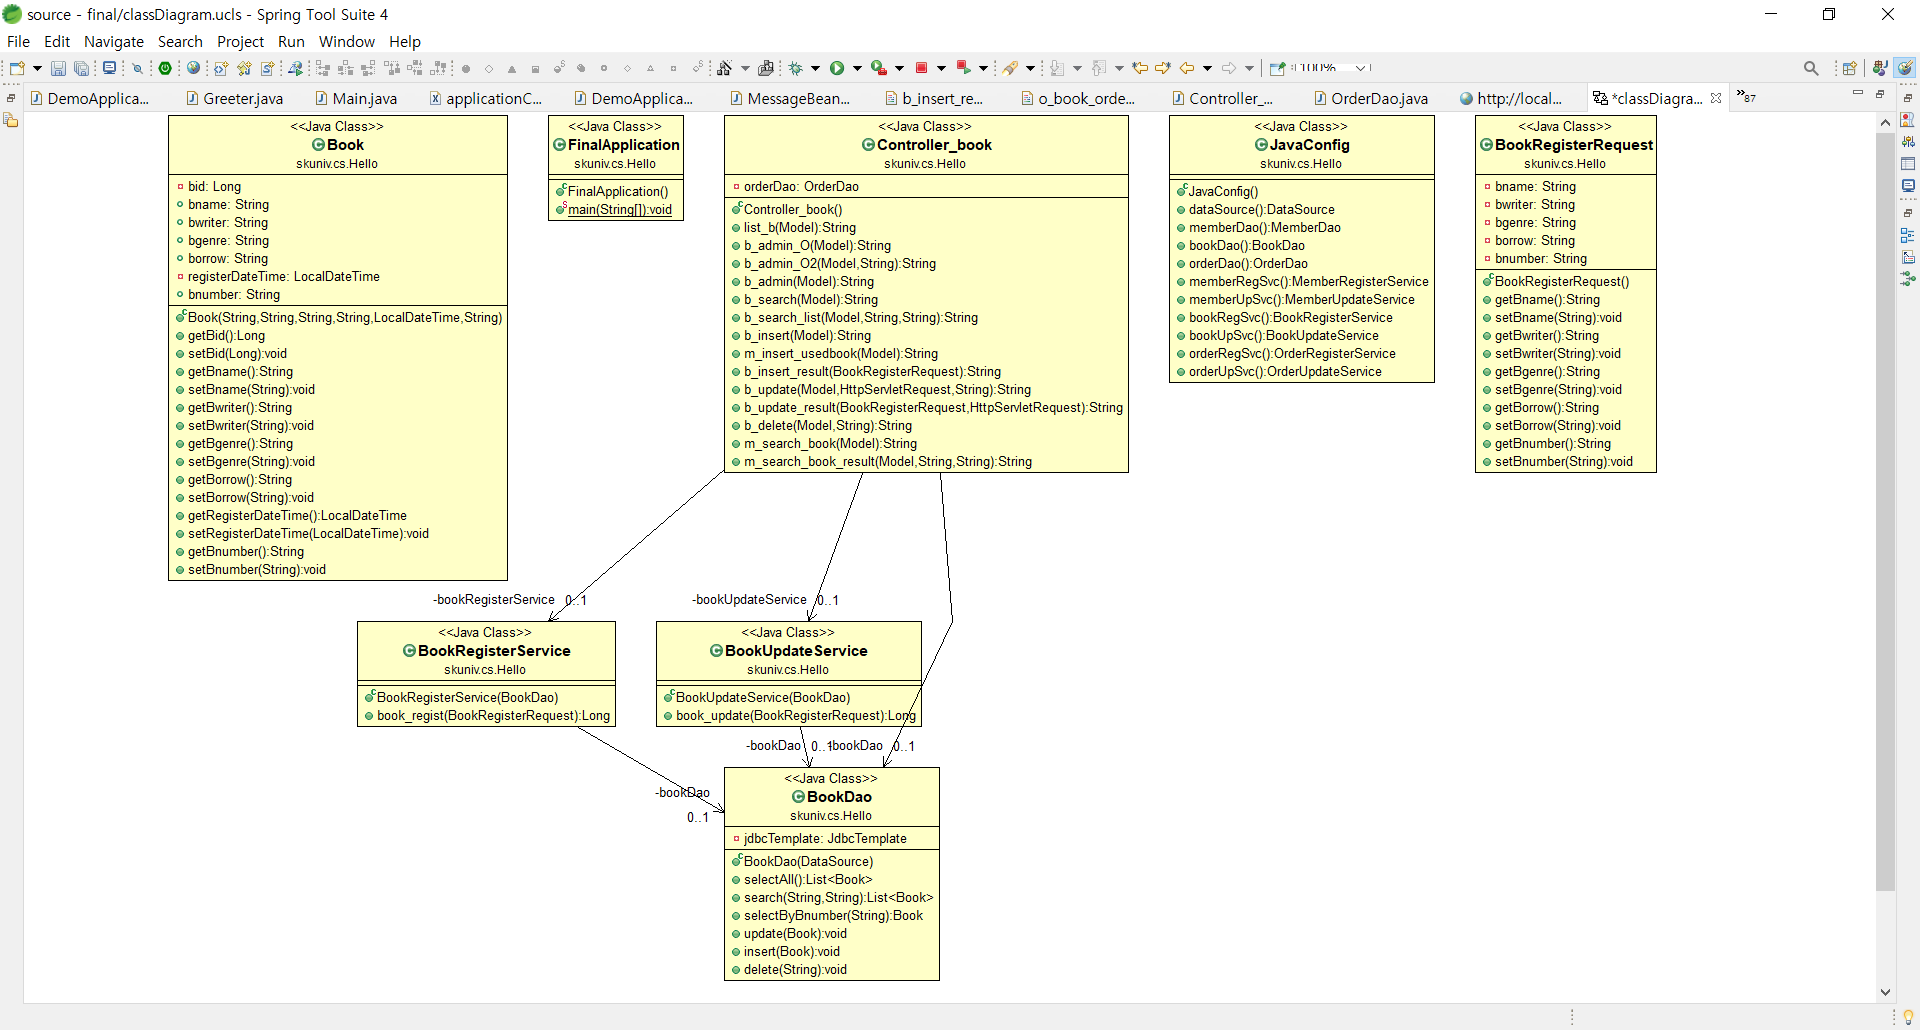 source - final/classDiagram.ucls - Spring Tool Suite 4
File Edit Navigate Search Project Run Window Help
100%
DemoApplica... Greeter.java Main.java applicationC... DemoApplica... MessageBean... b_insert_re... o_book_orde... Controller_... OrderDao.java http://local... *classDiagra... »87
<<Java Class>>
Book
skuniv.cs.Hello
bid: Long
bname: String
bwriter: String
bgenre: String
borrow: String
registerDateTime: LocalDateTime
bnumber: String
Book(String,String,String,String,LocalDateTime,String)
getBid():Long
setBid(Long):void
getBname():String
setBname(String):void
getBwriter():String
setBwriter(String):void
getBgenre():String
setBgenre(String):void
getBorrow():String
setBorrow(String):void
getRegisterDateTime():LocalDateTime
setRegisterDateTime(LocalDateTime):void
getBnumber():String
setBnumber(String):void
<<Java Class>>
FinalApplication
skuniv.cs.Hello
FinalApplication()
main(String[]):void
<<Java Class>>
Controller_book
skuniv.cs.Hello
orderDao: OrderDao
Controller_book()
list_b(Model):String
b_admin_O(Model):String
b_admin_O2(Model,String):String
b_admin(Model):String
b_search(Model):String
b_search_list(Model,String,String):String
b_insert(Model):String
m_insert_usedbook(Model):String
b_insert_result(BookRegisterRequest):String
b_update(Model,HttpServletRequest,String):String
b_update_result(BookRegisterRequest,HttpServletRequest):String
b_delete(Model,String):String
m_search_book(Model):String
m_search_book_result(Model,String,String):String
<<Java Class>>
JavaConfig
skuniv.cs.Hello
JavaConfig()
dataSource():DataSource
memberDao():MemberDao
bookDao():BookDao
orderDao():OrderDao
memberRegSvc():MemberRegisterService
memberUpSvc():MemberUpdateService
bookRegSvc():BookRegisterService
bookUpSvc():BookUpdateService
orderRegSvc():OrderRegisterService
orderUpSvc():OrderUpdateService
<<Java Class>>
BookRegisterRequest
skuniv.cs.Hello
bname: String
bwriter: String
bgenre: String
borrow: String
bnumber: String
BookRegisterRequest()
getBname():String
setBname(String):void
getBwriter():String
setBwriter(String):void
getBgenre():String
setBgenre(String):void
getBorrow():String
setBorrow(String):void
getBnumber():String
setBnumber(String):void
-bookRegisterService 0..1
-bookUpdateService 0..1
<<Java Class>>
BookRegisterService
skuniv.cs.Hello
BookRegisterService(BookDao)
book_regist(BookRegisterRequest):Long
<<Java Class>>
BookUpdateService
skuniv.cs.Hello
BookUpdateService(BookDao)
book_update(BookRegisterRequest):Long
-bookDao 0..1
-bookDao 0..1
-bookDao
0..1
<<Java Class>>
BookDao
skuniv.cs.Hello
jdbcTemplate: JdbcTemplate
BookDao(DataSource)
selectAll():List<Book>
search(String,String):List<Book>
selectByBnumber(String):Book
update(Book):void
insert(Book):void
delete(String):void